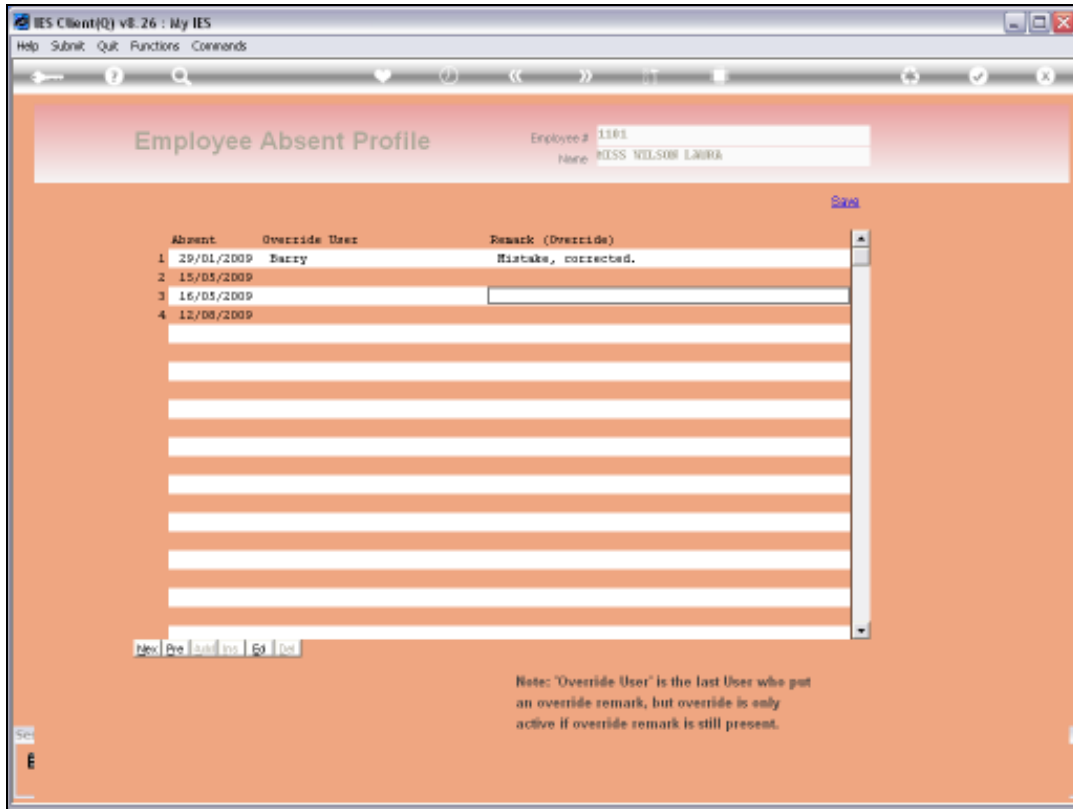 IES Client(Q) v8.26 : My IES
Help Submit Quit Functions Commands
Employee Absent Profile
Employee # 1101
Name MISS WILSON LAURA
Save
Absent Override User Remark (Override)
1 29/01/2009 Barry Mistake, corrected.
2 15/05/2009
3 16/05/2009
4 12/08/2009
Nex Pre Add Ins Ed Del
Note: 'Override User' is the last User who put
an override remark, but override is only
active if override remark is still present.